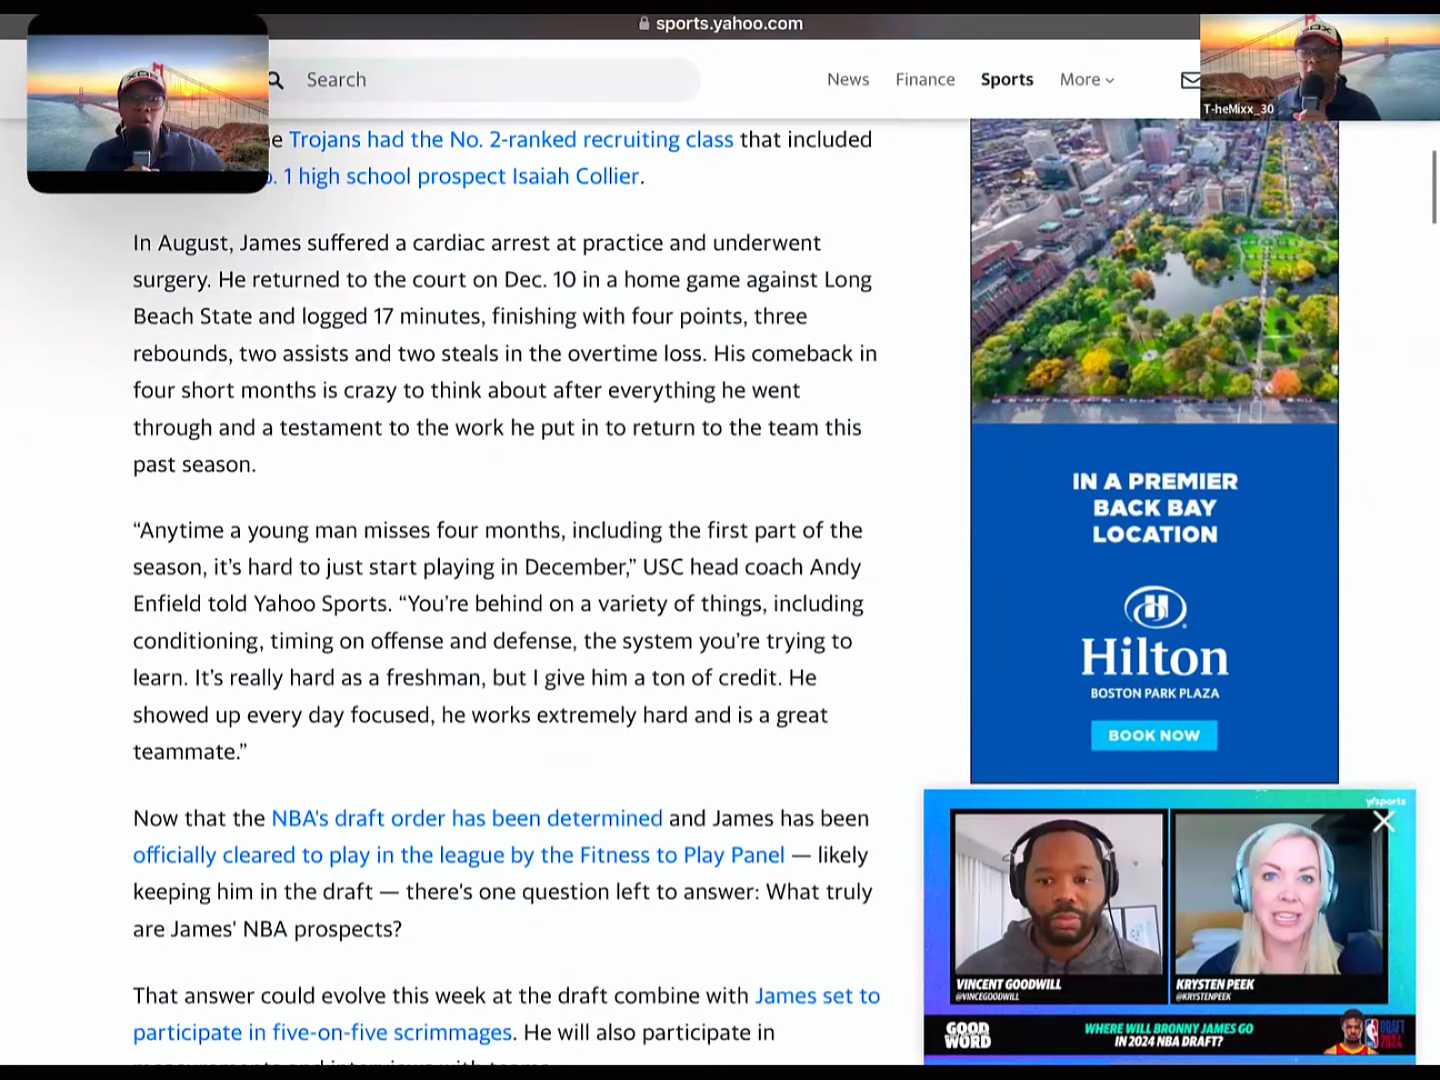 sports.yahoo.com
Search
News Finance Sports More
T-heMixx_30
e Trojans had the No. 2-ranked recruiting class that included
. 1 high school prospect Isaiah Collier.
In August, James suffered a cardiac arrest at practice and underwent
surgery. He returned to the court on Dec. 10 in a home game against Long
Beach State and logged 17 minutes, finishing with four points, three
rebounds, two assists and two steals in the overtime loss. His comeback in
four short months is crazy to think about after everything he went
through and a testament to the work he put in to return to the team this
past season.
“Anytime a young man misses four months, including the first part of the
season, it’s hard to just start playing in December,” USC head coach Andy
Enfield told Yahoo Sports. “You’re behind on a variety of things, including
conditioning, timing on offense and defense, the system you’re trying to
learn. It’s really hard as a freshman, but I give him a ton of credit. He
showed up every day focused, he works extremely hard and is a great
teammate.”
Now that the NBA's draft order has been determined and James has been
officially cleared to play in the league by the Fitness to Play Panel — likely
keeping him in the draft — there's one question left to answer: What truly
are James' NBA prospects?
That answer could evolve this week at the draft combine with James set to
participate in five-on-five scrimmages. He will also participate in
IN A PREMIER
BACK BAY
LOCATION
H
Hilton
BOSTON PARK PLAZA
BOOK NOW
y/sports
VINCENT GOODWILL
@VINCEGOODWILL
KRYSTEN PEEK
@KRYSTENPEEK
GOOD
WORD
WHERE WILL BRONNY JAMES GO
IN 2024 NBA DRAFT?
DRAFT
2024